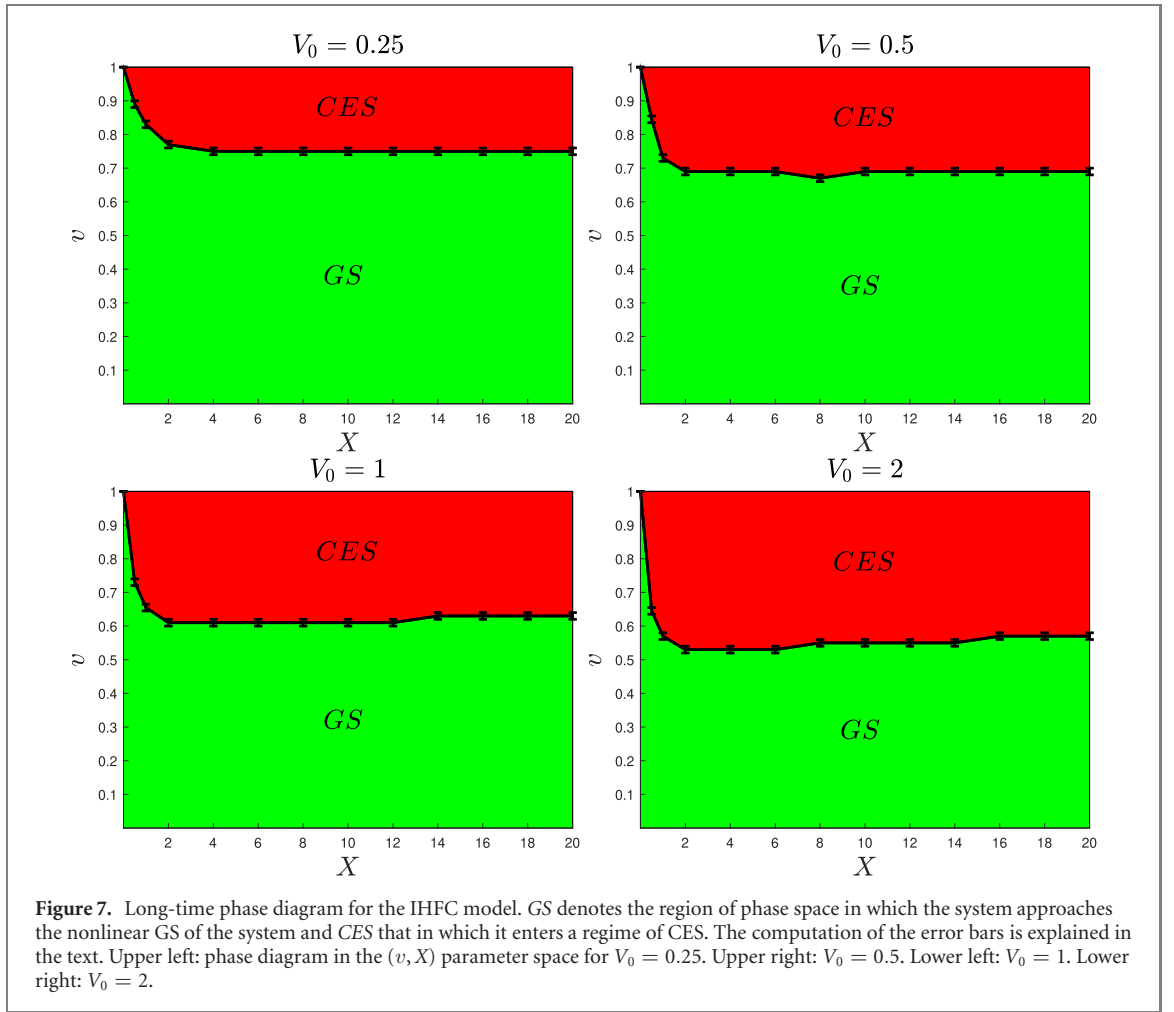 V₀ = 0.25
1
0.9
0.8
0.7
0.6
0.5
0.4
0.3
0.2
0.1
v
CES
GS
2 4 6 8 10 12 14 16 18 20
X
V₀ = 0.5
1
0.9
0.8
0.7
0.6
0.5
0.4
0.3
0.2
0.1
v
CES
GS
2 4 6 8 10 12 14 16 18 20
X
V₀ = 1
1
0.9
0.8
0.7
0.6
0.5
0.4
0.3
0.2
0.1
v
CES
GS
2 4 6 8 10 12 14 16 18 20
X
V₀ = 2
1
0.9
0.8
0.7
0.6
0.5
0.4
0.3
0.2
0.1
v
CES
GS
2 4 6 8 10 12 14 16 18 20
X
Figure 7. Long-time phase diagram for the IHFC model. GS denotes the region of phase space in which the system approaches
the nonlinear GS of the system and CES that in which it enters a regime of CES. The computation of the error bars is explained in
the text. Upper left: phase diagram in the (v, X) parameter space for V₀ = 0.25. Upper right: V₀ = 0.5. Lower left: V₀ = 1. Lower
right: V₀ = 2.